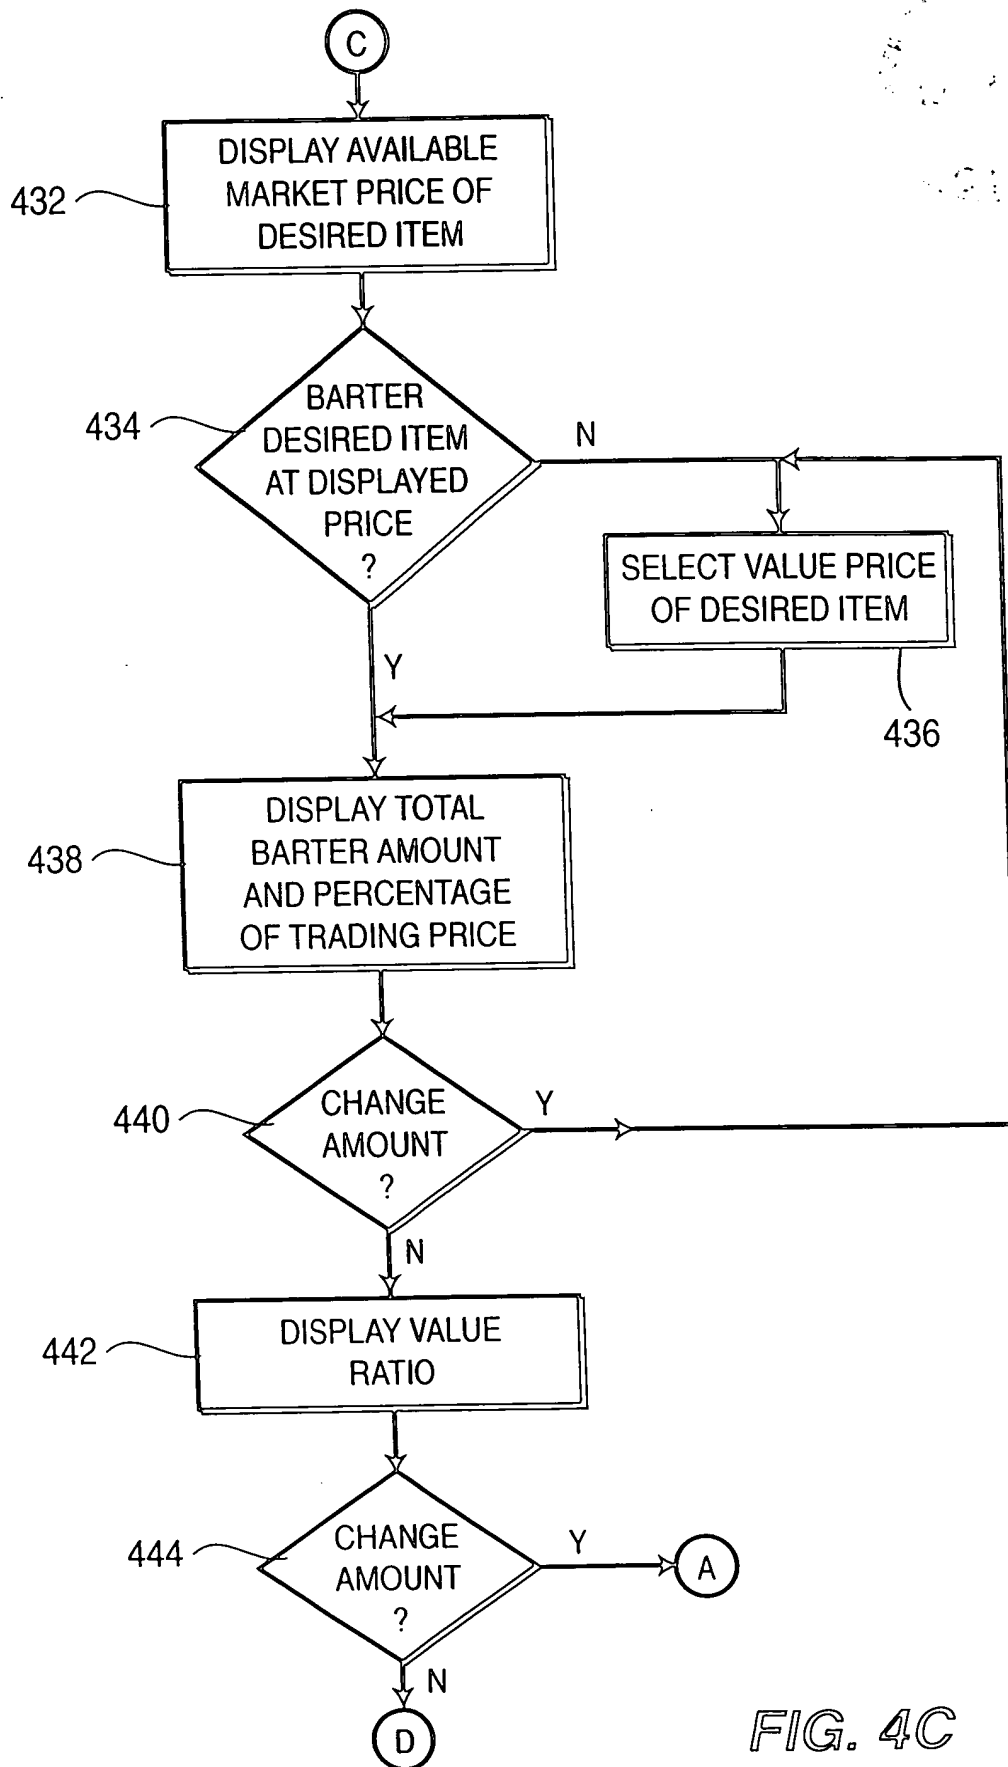 C
DISPLAY AVAILABLE
MARKET PRICE OF
DESIRED ITEM
432
BARTER
DESIRED ITEM
AT DISPLAYED
PRICE
?
434
N
SELECT VALUE PRICE
OF DESIRED ITEM
436
Y
DISPLAY TOTAL
BARTER AMOUNT
AND PERCENTAGE
OF TRADING PRICE
438
CHANGE
AMOUNT
?
440
Y
N
DISPLAY VALUE
RATIO
442
CHANGE
AMOUNT
?
444
Y
A
N
D
FIG. 4C